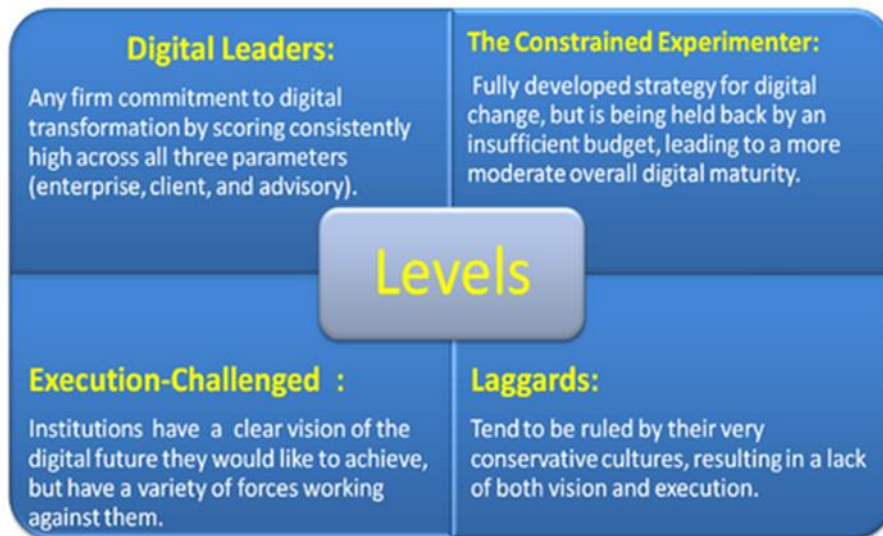 Digital Leaders:
Any firm commitment to digital
transformation by scoring consistently
high across all three parameters
(enterprise, client, and advisory).
The Constrained Experimenter:
Fully developed strategy for digital
change, but is being held back by an
insufficient budget, leading to a more
moderate overall digital maturity.
Levels
Execution-Challenged :
Institutions have a clear vision of the
digital future they would like to achieve,
but have a variety of forces working
against them.
Laggards:
Tend to be ruled by their very
conservative cultures, resulting in a lack
of both vision and execution.